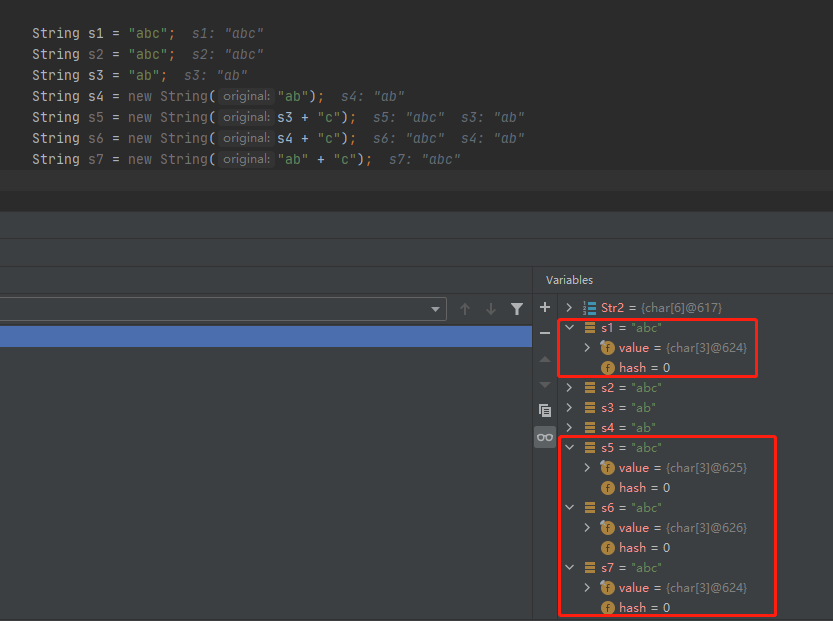 String s1 = "abc";  s1: "abc"
String s2 = "abc";  s2: "abc"
String s3 = "ab";  s3: "ab"
String s4 = new String( original: "ab");  s4: "ab"
String s5 = new String( original: s3 + "c");  s5: "abc"  s3: "ab"
String s6 = new String( original: s4 + "c");  s6: "abc"  s4: "ab"
String s7 = new String( original: "ab" + "c");  s7: "abc"
Variables
Str2 = {char[6]@617}
s1 = "abc"
f value = {char[3]@624}
f hash = 0
s2 = "abc"
s3 = "ab"
s4 = "ab"
s5 = "abc"
f value = {char[3]@625}
f hash = 0
s6 = "abc"
f value = {char[3]@626}
f hash = 0
s7 = "abc"
f value = {char[3]@624}
f hash = 0